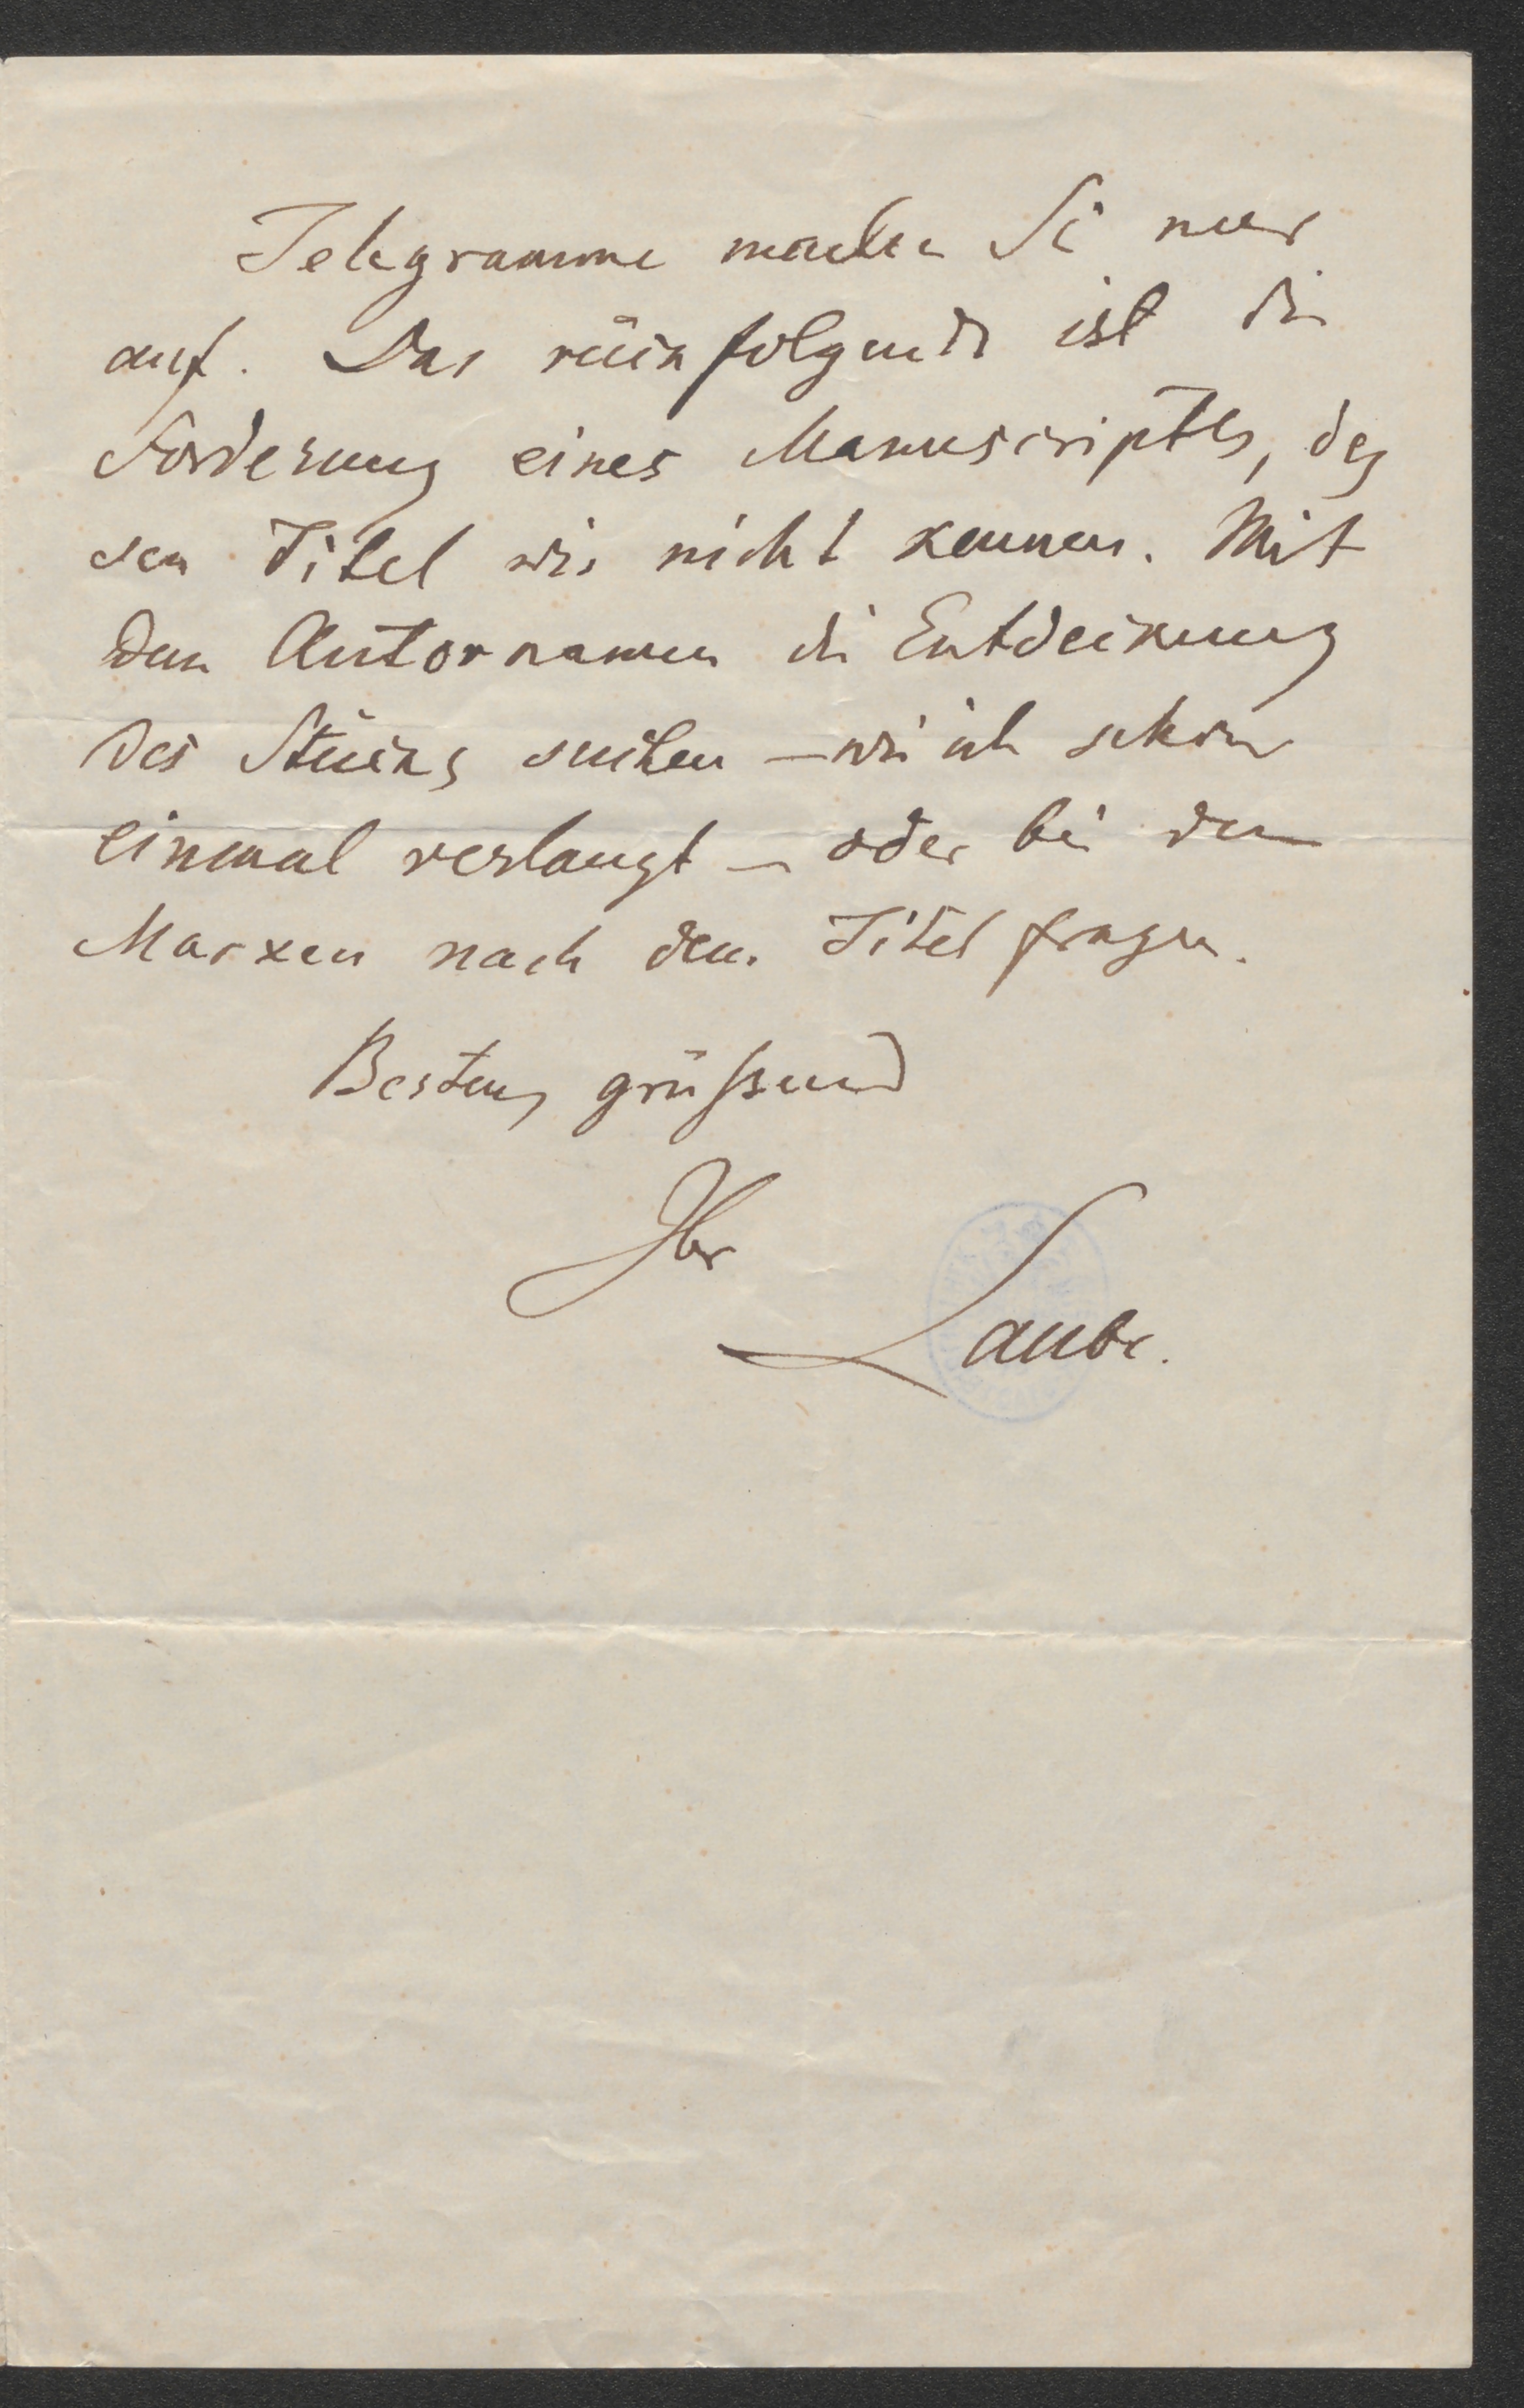 Telegramme machen Sie nur
auf. Das rückfolgende ist die
Forderung eines Manuscriptes, des
sen Titel wir nicht kennen. Mit
dem Autornamen die Entdeckung
des Stücks suchen – wie ich schon
einmal verlangt – oder bei dem
Marxen nach dem Titel fragen.
Bestens grüßend
Ihr
Laube.